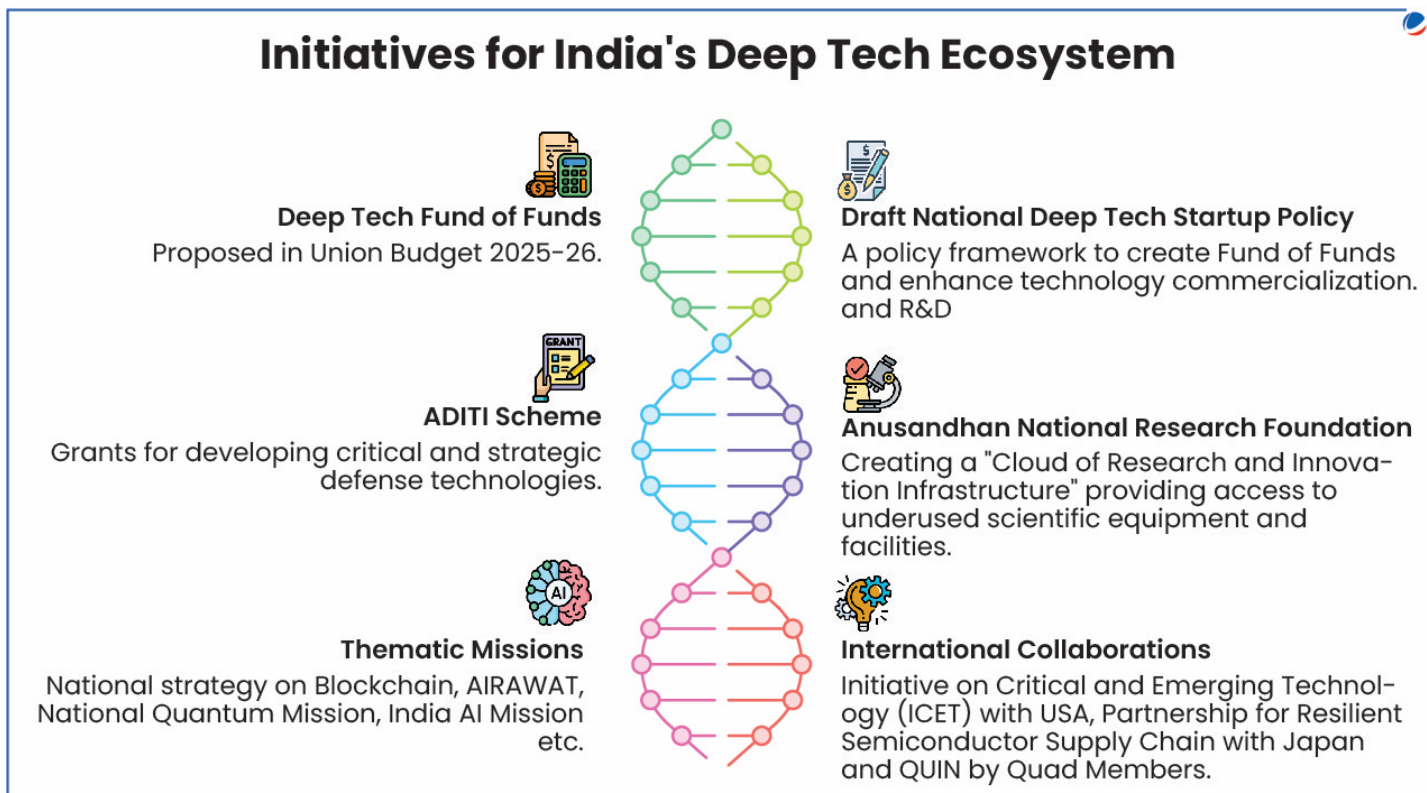 Initiatives for India's Deep Tech Ecosystem
Deep Tech Fund of Funds
Proposed in Union Budget 2025-26.
Draft National Deep Tech Startup Policy
A policy framework to create Fund of Funds
and enhance technology commercialization.
and R&D
GRANT
ADITI Scheme
Grants for developing critical and strategic
defense technologies.
Anusandhan National Research Foundation
Creating a "Cloud of Research and Innova-
tion Infrastructure" providing access to
underused scientific equipment and
facilities.
AI
Thematic Missions
National strategy on Blockchain, AIRAWAT,
National Quantum Mission, India AI Mission
etc.
International Collaborations
Initiative on Critical and Emerging Technol-
ogy (ICET) with USA, Partnership for Resilient
Semiconductor Supply Chain with Japan
and QUIN by Quad Members.